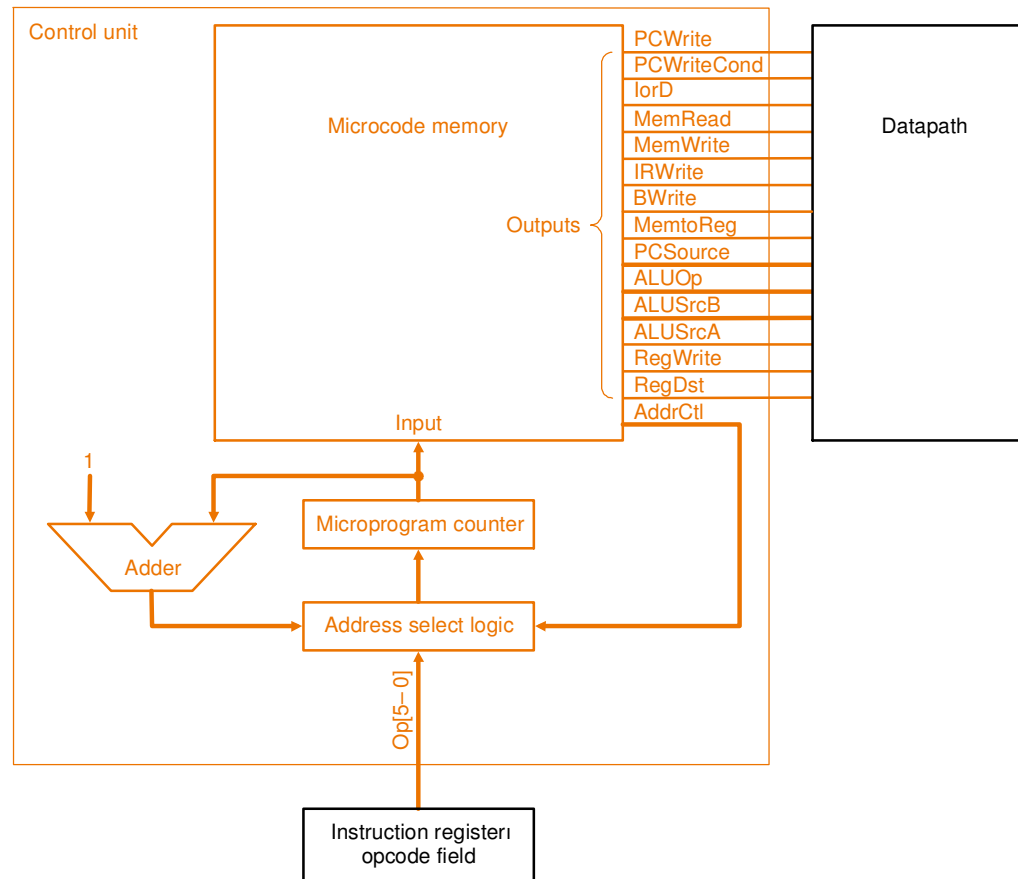 Control unit
Microcode memory
Outputs
Input
PCWrite
PCWriteCond
IorD
MemRead
MemWrite
IRWrite
BWrite
MemtoReg
PCSource
ALUOp
ALUSrcB
ALUSrcA
RegWrite
RegDst
AddrCtl
Datapath
1
Microprogram counter
Adder
Address select logic
Op[5–0]
Instruction registerı
opcode field